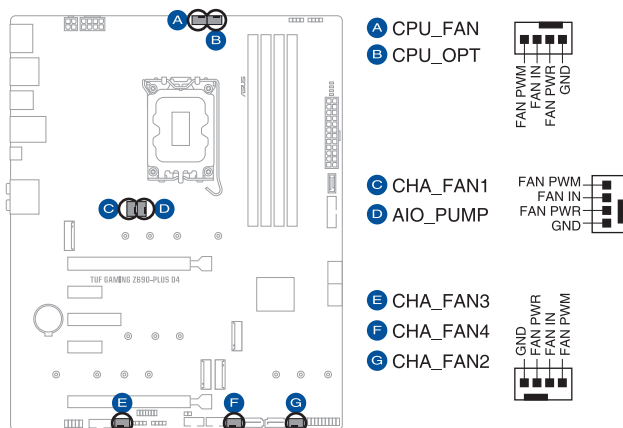 A CPU_FAN
B CPU_OPT
FAN PWM
FAN IN
FAN PWR
GND
A
B
/SUS
C CHA_FAN1
D AIO_PUMP
FAN PWM
FAN IN
FAN PWR
GND
C
D
TUF GAMING Z690-PLUS D4
E CHA_FAN3
F CHA_FAN4
G CHA_FAN2
GND
FAN PWR
FAN IN
FAN PWM
E
F
G